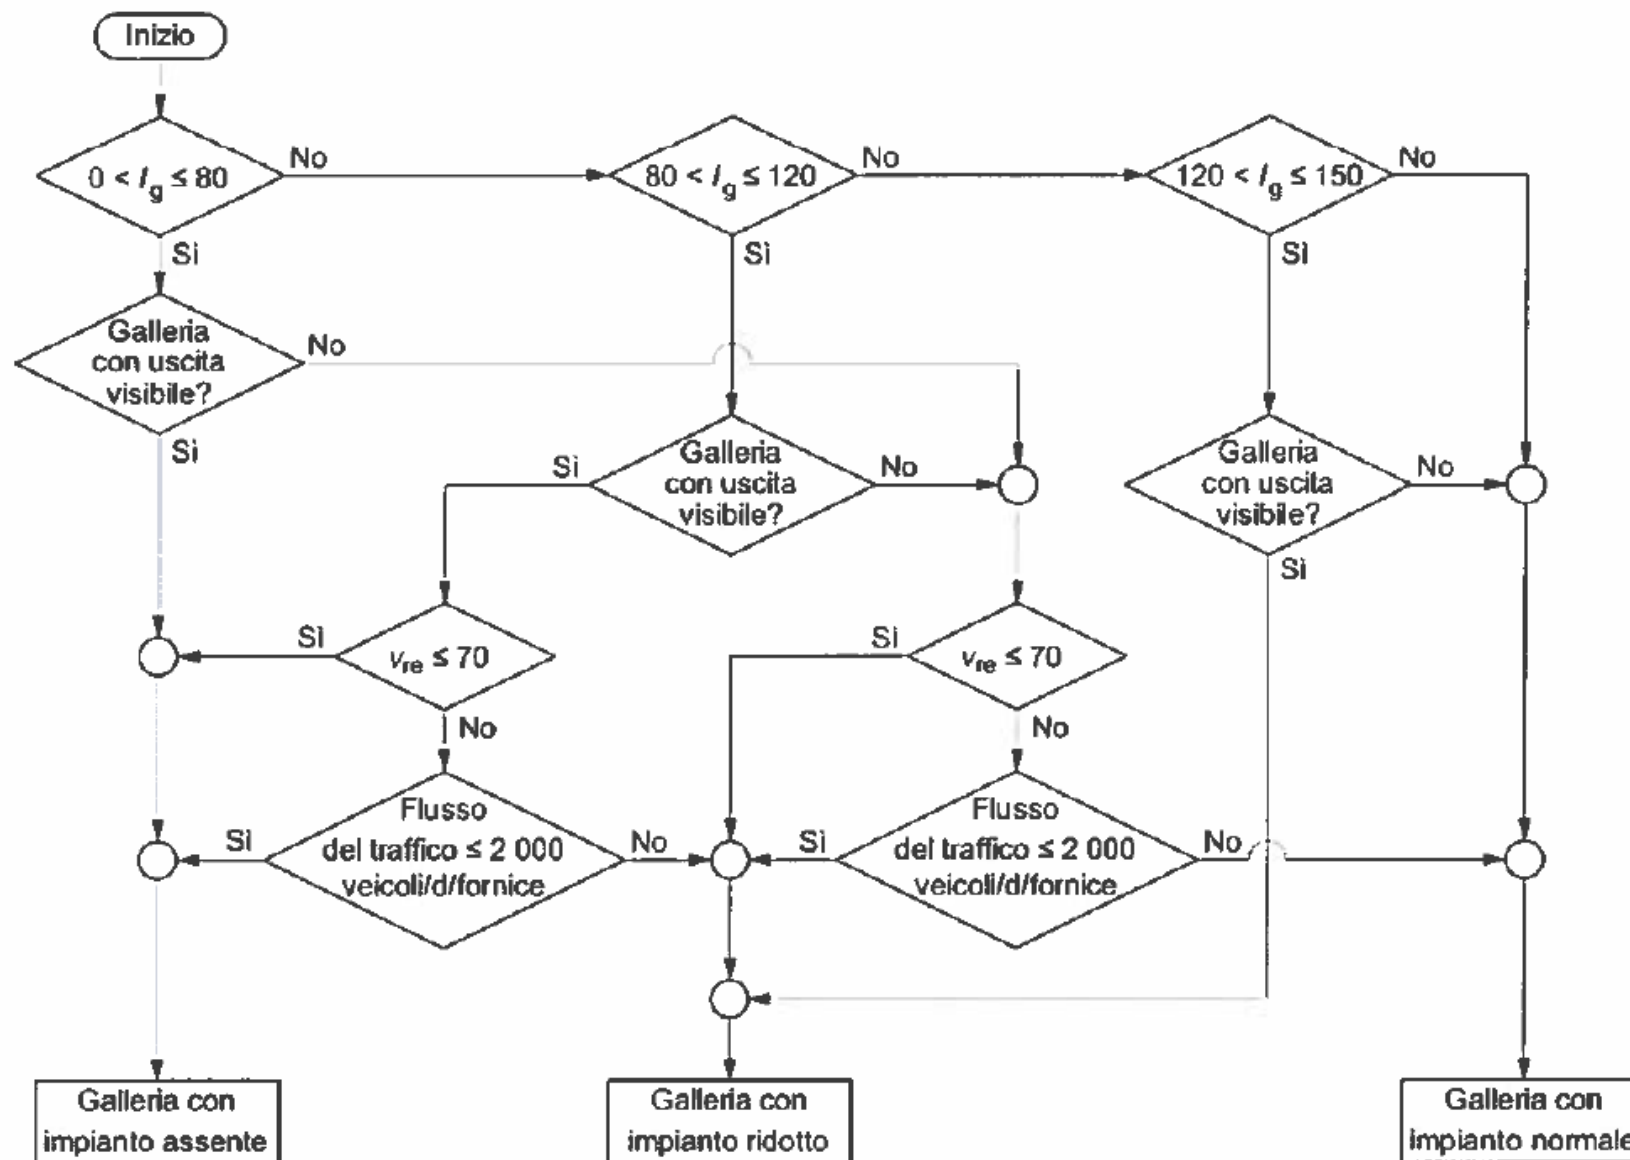 Inizio
0 < lg ≤ 80
No
80 < lg ≤ 120
No
120 < lg ≤ 150
No
Sì
Sì
Sì
Galleria
con uscita
visibile?
No
Sì
Sì
Galleria
con uscita
visibile?
No
Galleria
con uscita
visibile?
No
Sì
Sì
vre ≤ 70
Sì
vre ≤ 70
No
No
Sì
Flusso
del traffico ≤ 2 000
veicoli/d/fornice
No
Sì
Flusso
del traffico ≤ 2 000
veicoli/d/fornice
No
Galleria con
impianto assente
Galleria con
impianto ridotto
Galleria con
impianto normale